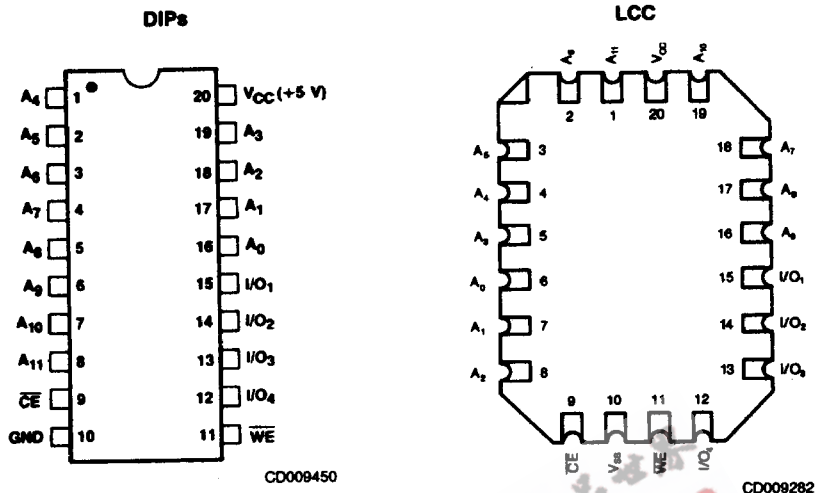 DIPs
A4 1 20 VCC (+5 V)
A5 2 19 A3
A6 3 18 A2
A7 4 17 A1
A8 5 16 A0
A9 6 15 I/O1
A10 7 14 I/O2
A11 8 13 I/O3
CE 9 12 I/O4
GND 10 11 WE
CD009450
LCC
A11 VCC A10
2 1 20 19
A5 3 18 A7
A4 4 17
A3 5 16
A0 6 15 I/O1
A1 7 14 I/O2
A2 8 13 I/O3
9 10 11 12
CE VSS WE I/O4
CD009282